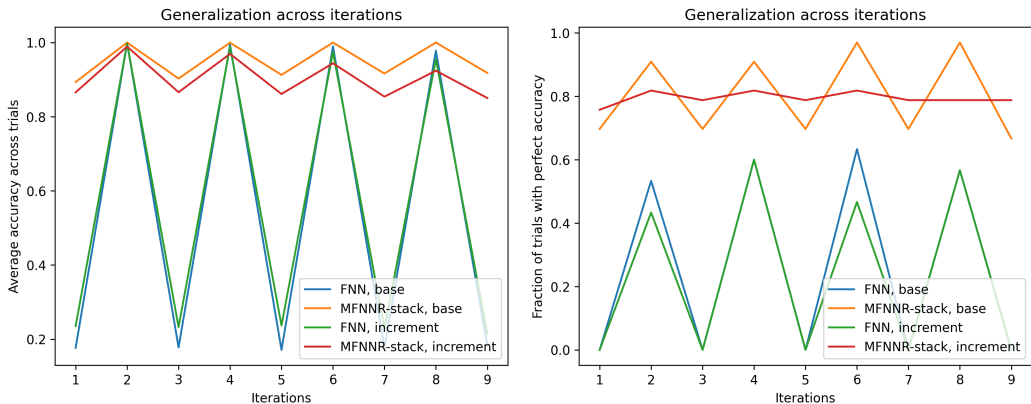 Generalization across iterations
Average accuracy across trials
1.0
0.8
0.6
0.4
0.2
FNN, base
MFNNR-stack, base
FNN, increment
MFNNR-stack, increment
1 2 3 4 5 6 7 8 9
Iterations
Generalization across iterations
Fraction of trials with perfect accuracy
1.0
0.8
0.6
0.4
0.2
0.0
FNN, base
MFNNR-stack, base
FNN, increment
MFNNR-stack, increment
1 2 3 4 5 6 7 8 9
Iterations